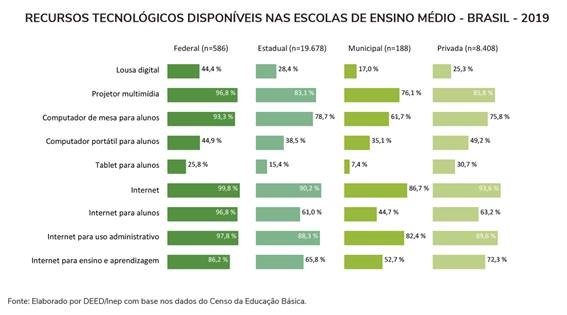 RECURSOS TECNOLÓGICOS DISPONÍVEIS NAS ESCOLAS DE ENSINO MÉDIO - BRASIL - 2019
Federal (n=586) Estadual (n=19.678) Municipal (n=188) Privada (n=8.408)
Lousa digital 44,4 % 28,4 % 17,0 % 25,3 %
Projetor multimídia 96,8 % 83,1 % 76,1 % 85,8 %
Computador de mesa para alunos 93,3 % 78,7 % 61,7 % 75,8 %
Computador portátil para alunos 44,9 % 38,5 % 35,1 % 49,2 %
Tablet para alunos 25,8 % 15,4 % 7,4 % 30,7 %
Internet 99,8 % 90,2 % 86,7 % 93,6 %
Internet para alunos 96,8 % 61,0 % 44,7 % 63,2 %
Internet para uso administrativo 97,8 % 88,3 % 82,4 % 89,6 %
Internet para ensino e aprendizagem 86,2 % 65,8 % 52,7 % 72,3 %
Fonte: Elaborado por DEED/Inep com base nos dados do Censo da Educação Básica.